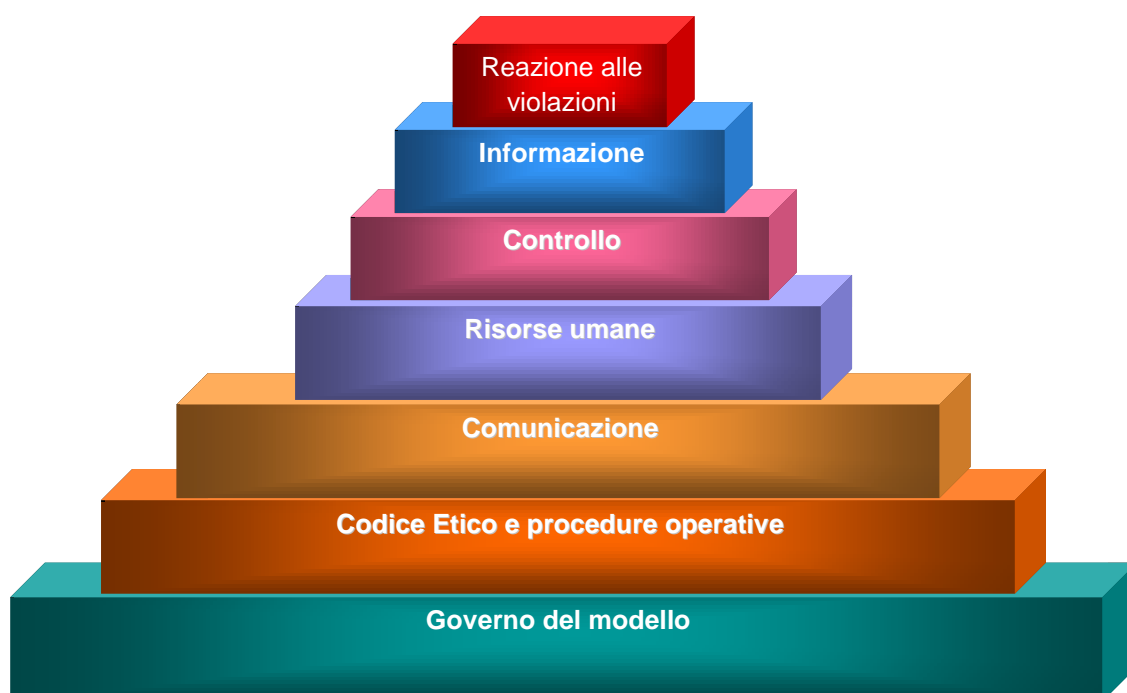 Reazione alle
violazioni
Informazione
Controllo
Risorse umane
Comunicazione
Codice Etico e procedure operative
Governo del modello